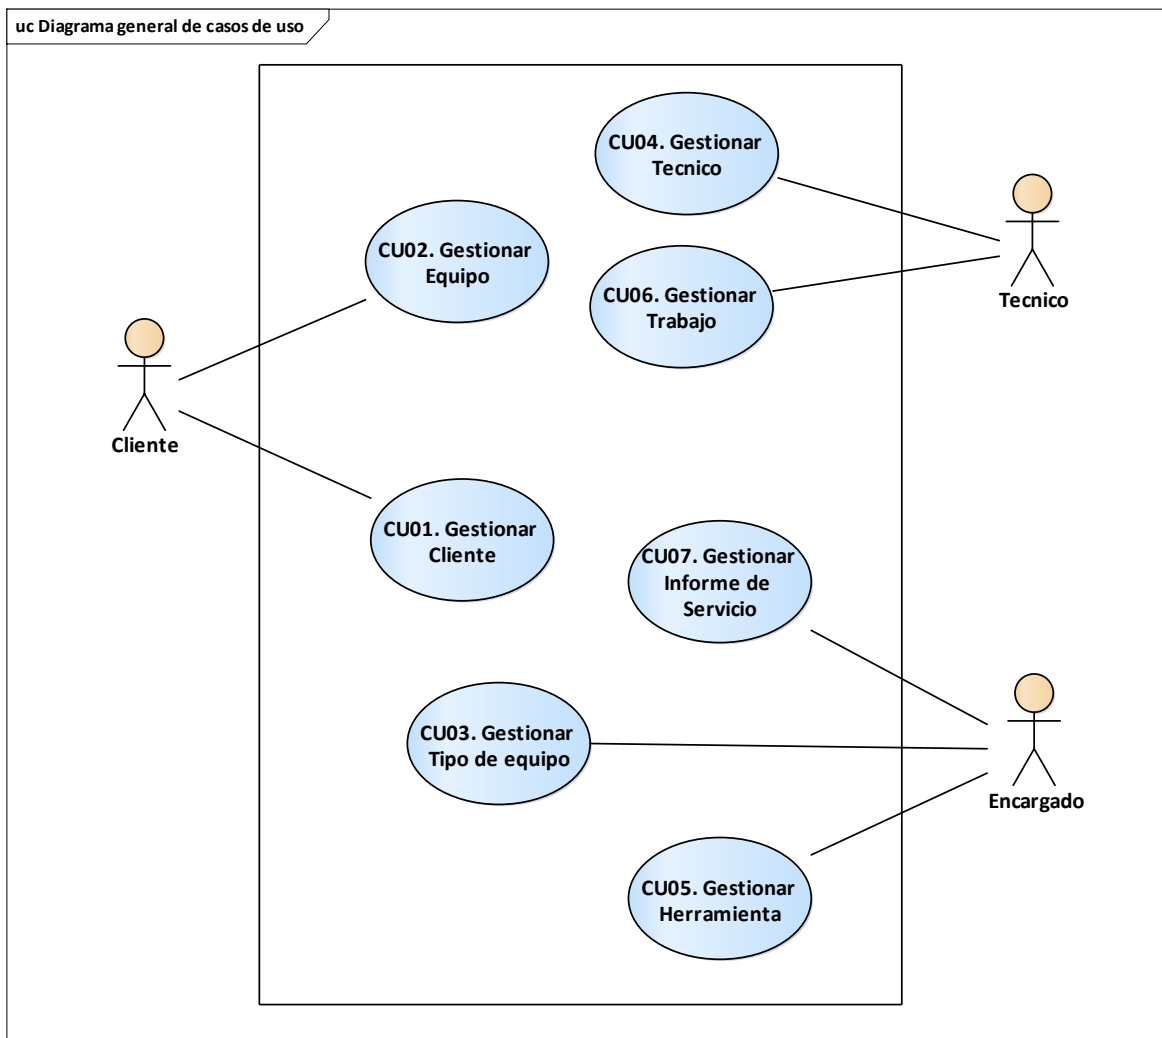 uc Diagrama general de casos de uso
CU04. Gestionar
Tecnico
CU02. Gestionar
Equipo
CU06. Gestionar
Trabajo
Tecnico
Cliente
CU01. Gestionar
Cliente
CU07. Gestionar
Informe de
Servicio
CU03. Gestionar
Tipo de equipo
Encargado
CU05. Gestionar
Herramienta